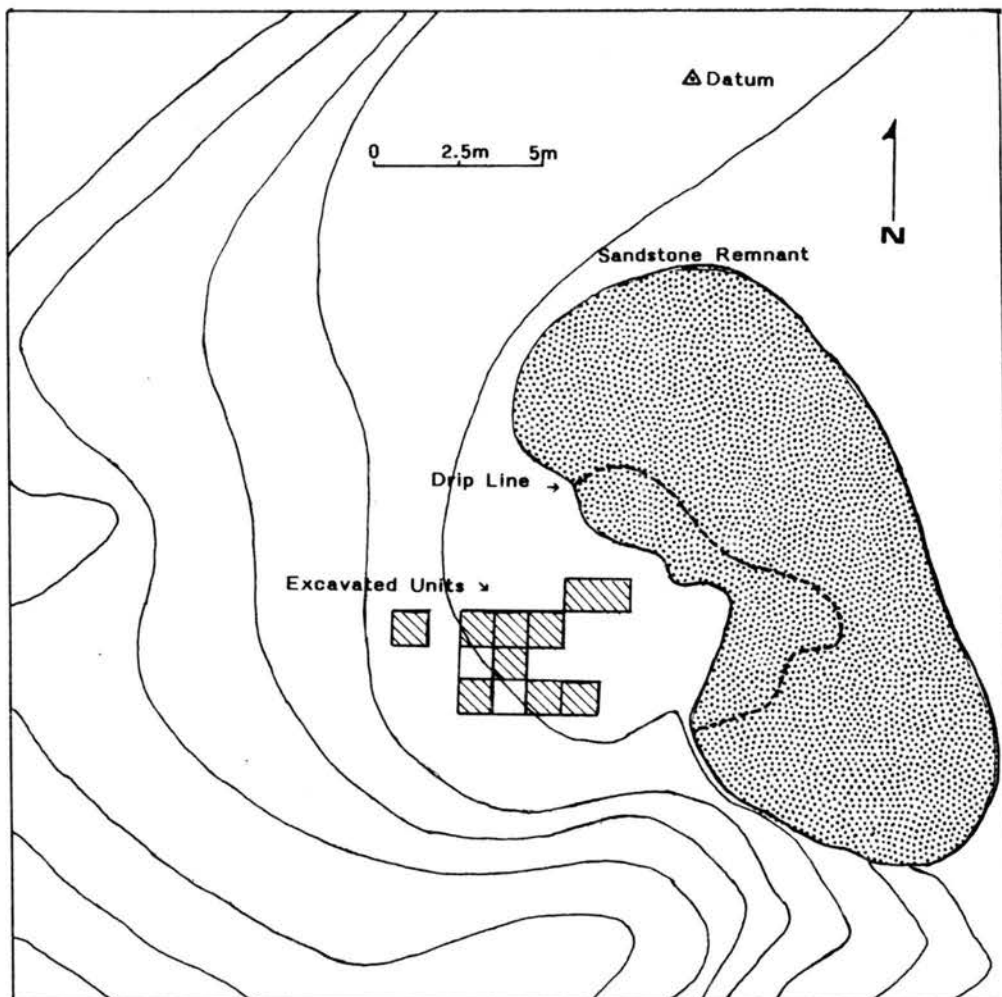 Datum
0 2.5m 5m
N
Sandstone Remnant
Drip Line
Excavated Units